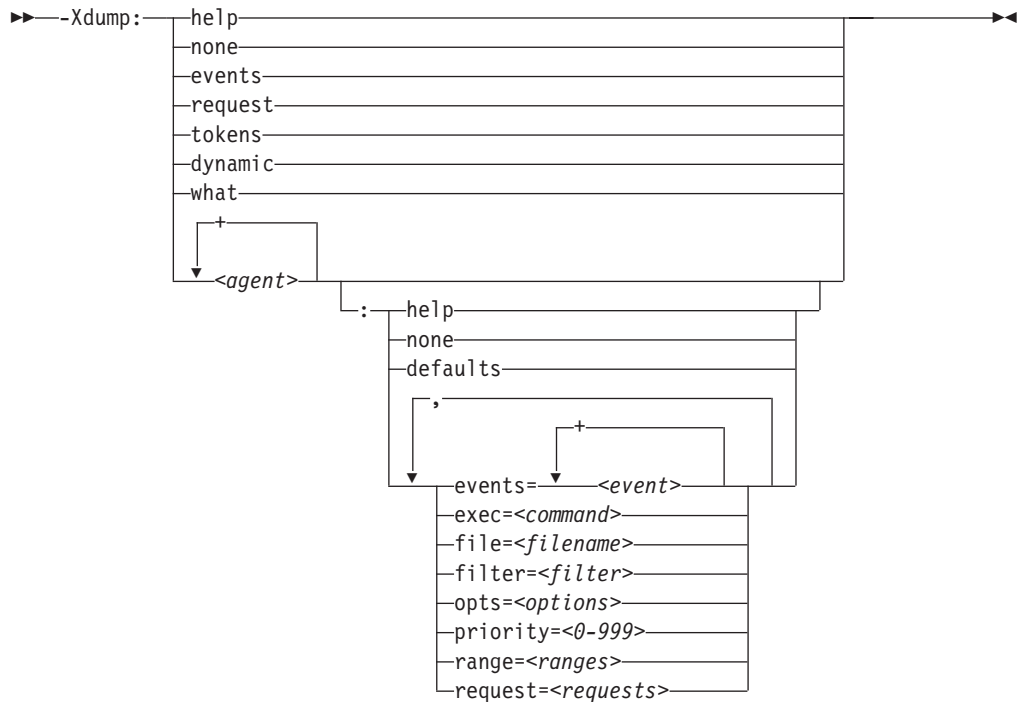 -Xdump: help
none
events
request
tokens
dynamic
what
+
<agent>
: help
none
defaults
,
+
events= <event>
exec=<command>
file=<filename>
filter=<filter>
opts=<options>
priority=<0-999>
range=<ranges>
request=<requests>